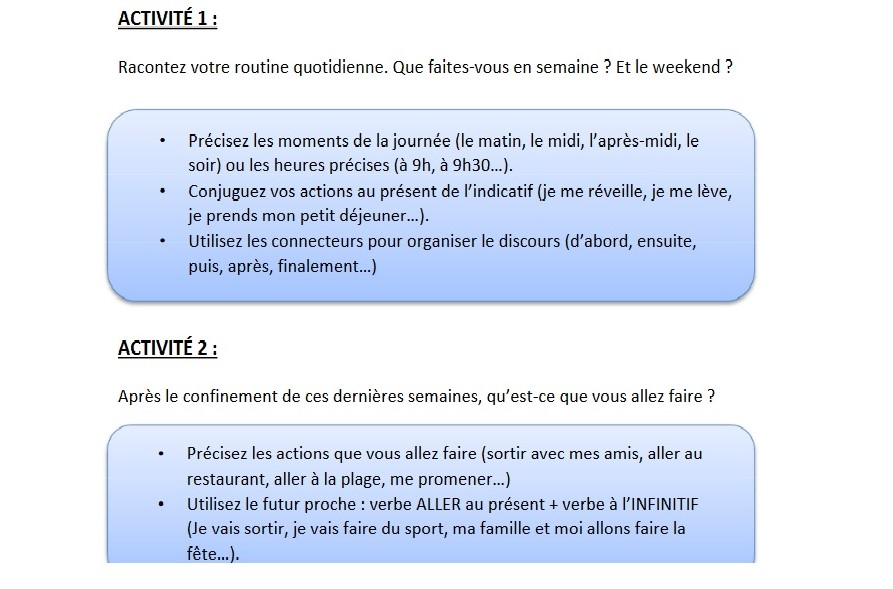 ACTIVITÉ 1 :
Racontez votre routine quotidienne. Que faites-vous en semaine ? Et le weekend ?
• Précisez les moments de la journée (le matin, le midi, l’après-midi, le
soir) ou les heures précises (à 9h, à 9h30…).
• Conjuguez vos actions au présent de l’indicatif (je me réveille, je me lève,
je prends mon petit déjeuner…).
• Utilisez les connecteurs pour organiser le discours (d’abord, ensuite,
puis, après, finalement…)
ACTIVITÉ 2 :
Après le confinement de ces dernières semaines, qu’est-ce que vous allez faire ?
• Précisez les actions que vous allez faire (sortir avec mes amis, aller au
restaurant, aller à la plage, me promener…)
• Utilisez le futur proche : verbe ALLER au présent + verbe à l’INFINITIF
(Je vais sortir, je vais faire du sport, ma famille et moi allons faire la
fête…).